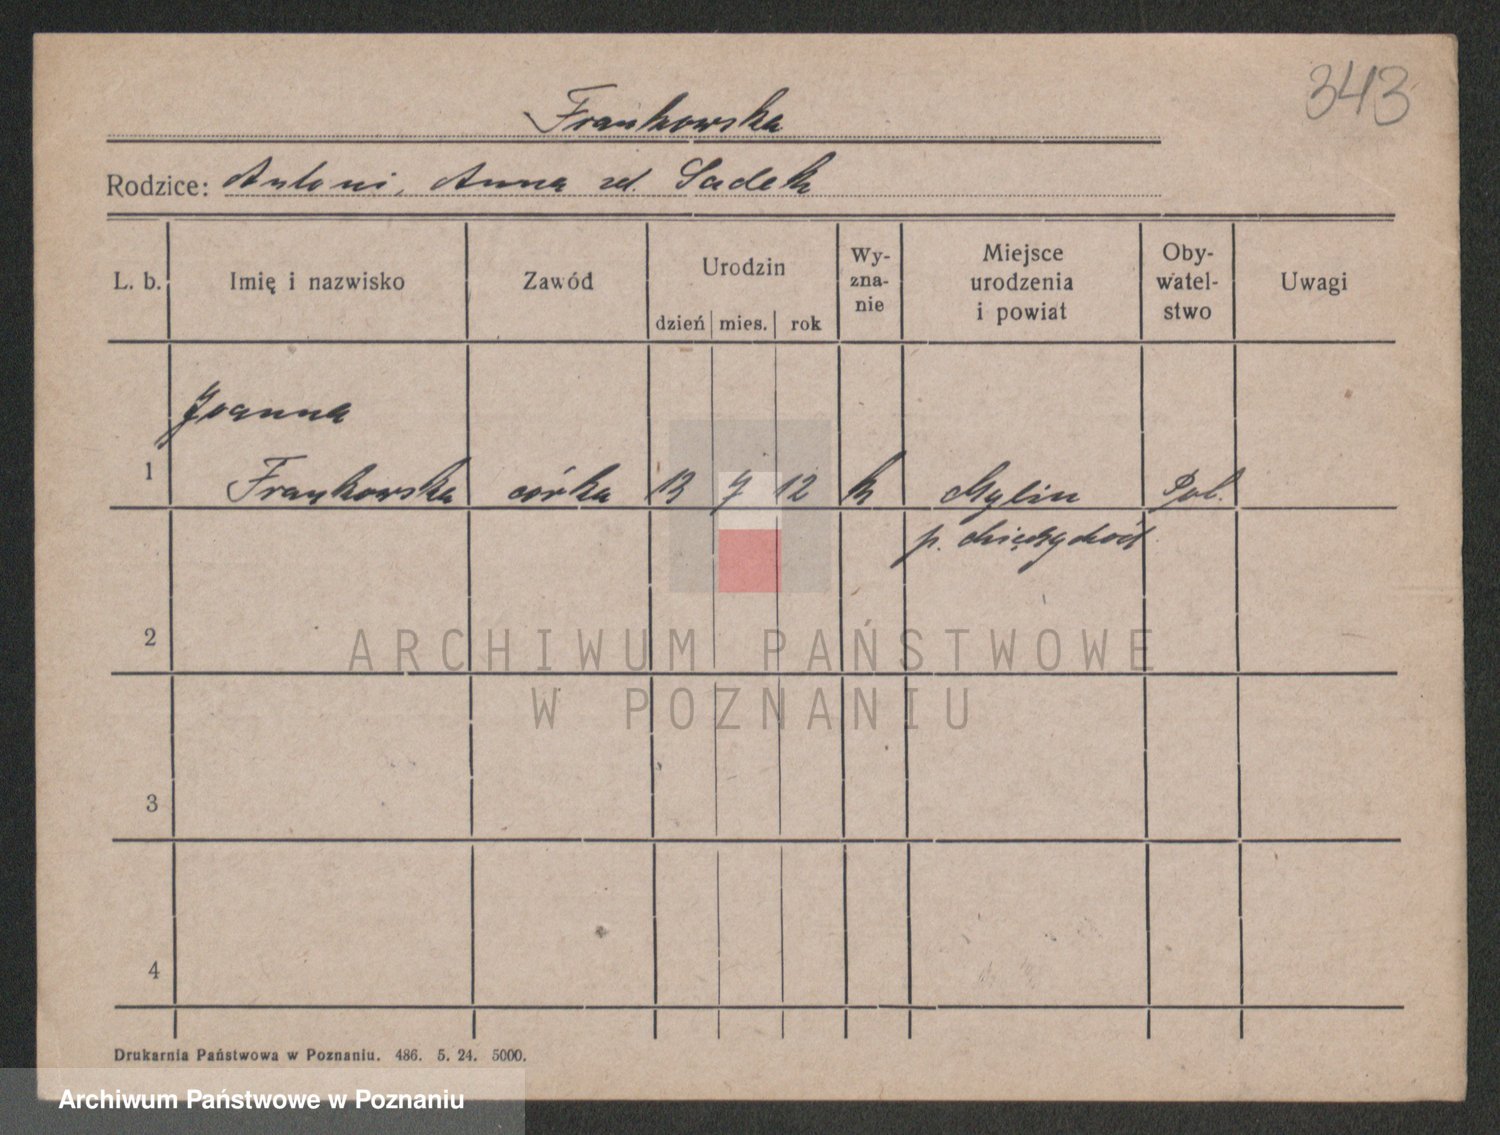 343
Frankowska
Rodzice: Antoni, Anna zd. Sadek
L. b. Imię i nazwisko Zawód Urodzin dzień mies. rok Wy-zna-nie Miejsce urodzenia i powiat Oby-watel-stwo Uwagi
Joanna
1 Frankowska córka 13 7 12 k Mylin Pol.
p. Międzychód
2
ARCHIWUM PAŃSTWOWE
W POZNANIU
3
4
Drukarnia Państwowa w Poznaniu. 486. 5. 24. 5000.
Archiwum Państwowe w Poznaniu